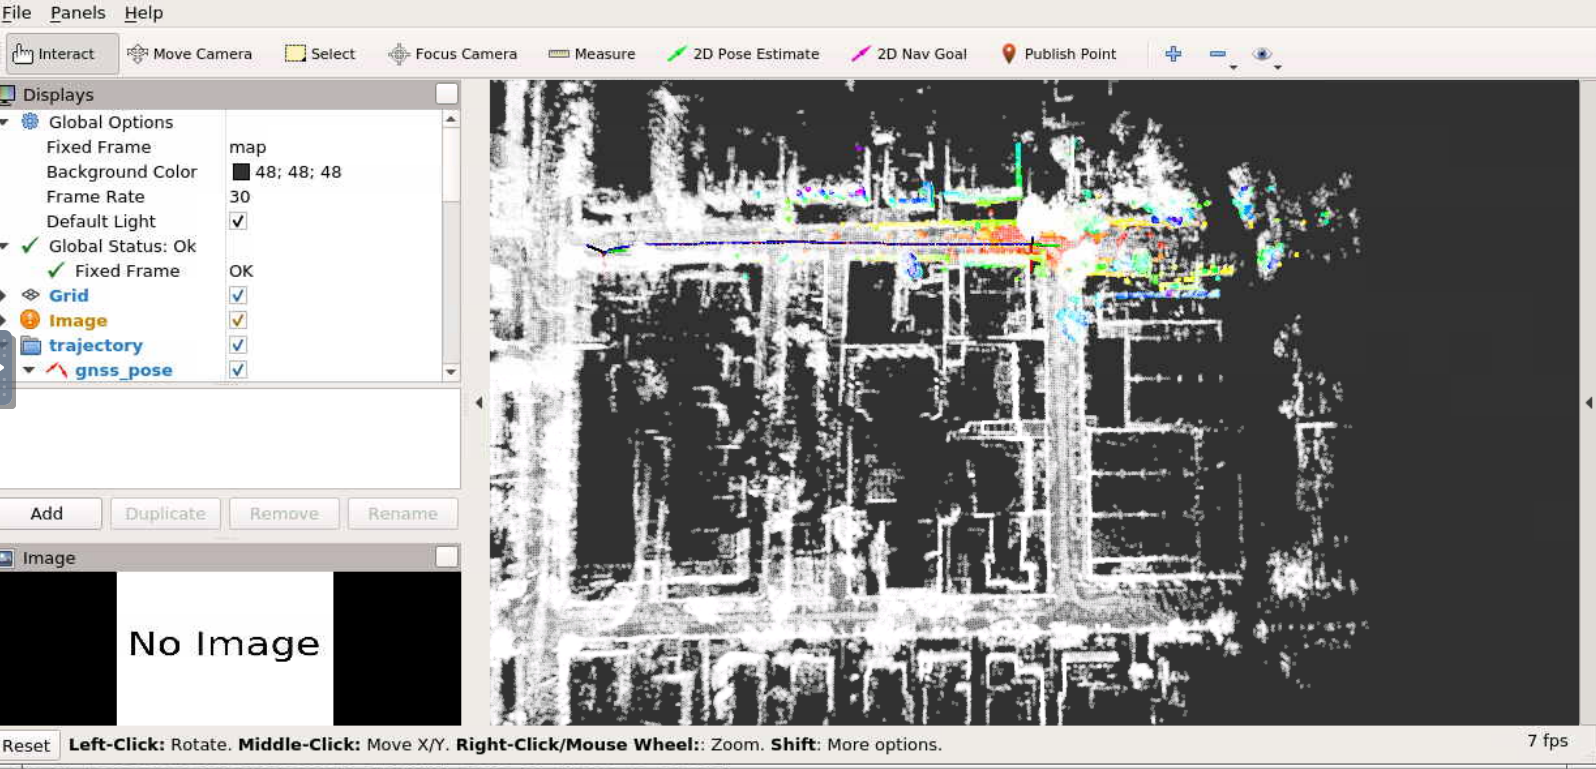 File Panels Help
Interact Move Camera Select Focus Camera Measure 2D Pose Estimate 2D Nav Goal Publish Point
Displays
Global Options
Fixed Frame map
Background Color 48; 48; 48
Frame Rate 30
Default Light
Global Status: Ok
Fixed Frame OK
Grid
Image
trajectory
gnss_pose
Add Duplicate Remove Rename
Image
No Image
Reset Left-Click: Rotate. Middle-Click: Move X/Y. Right-Click/Mouse Wheel:: Zoom. Shift: More options. 7 fps